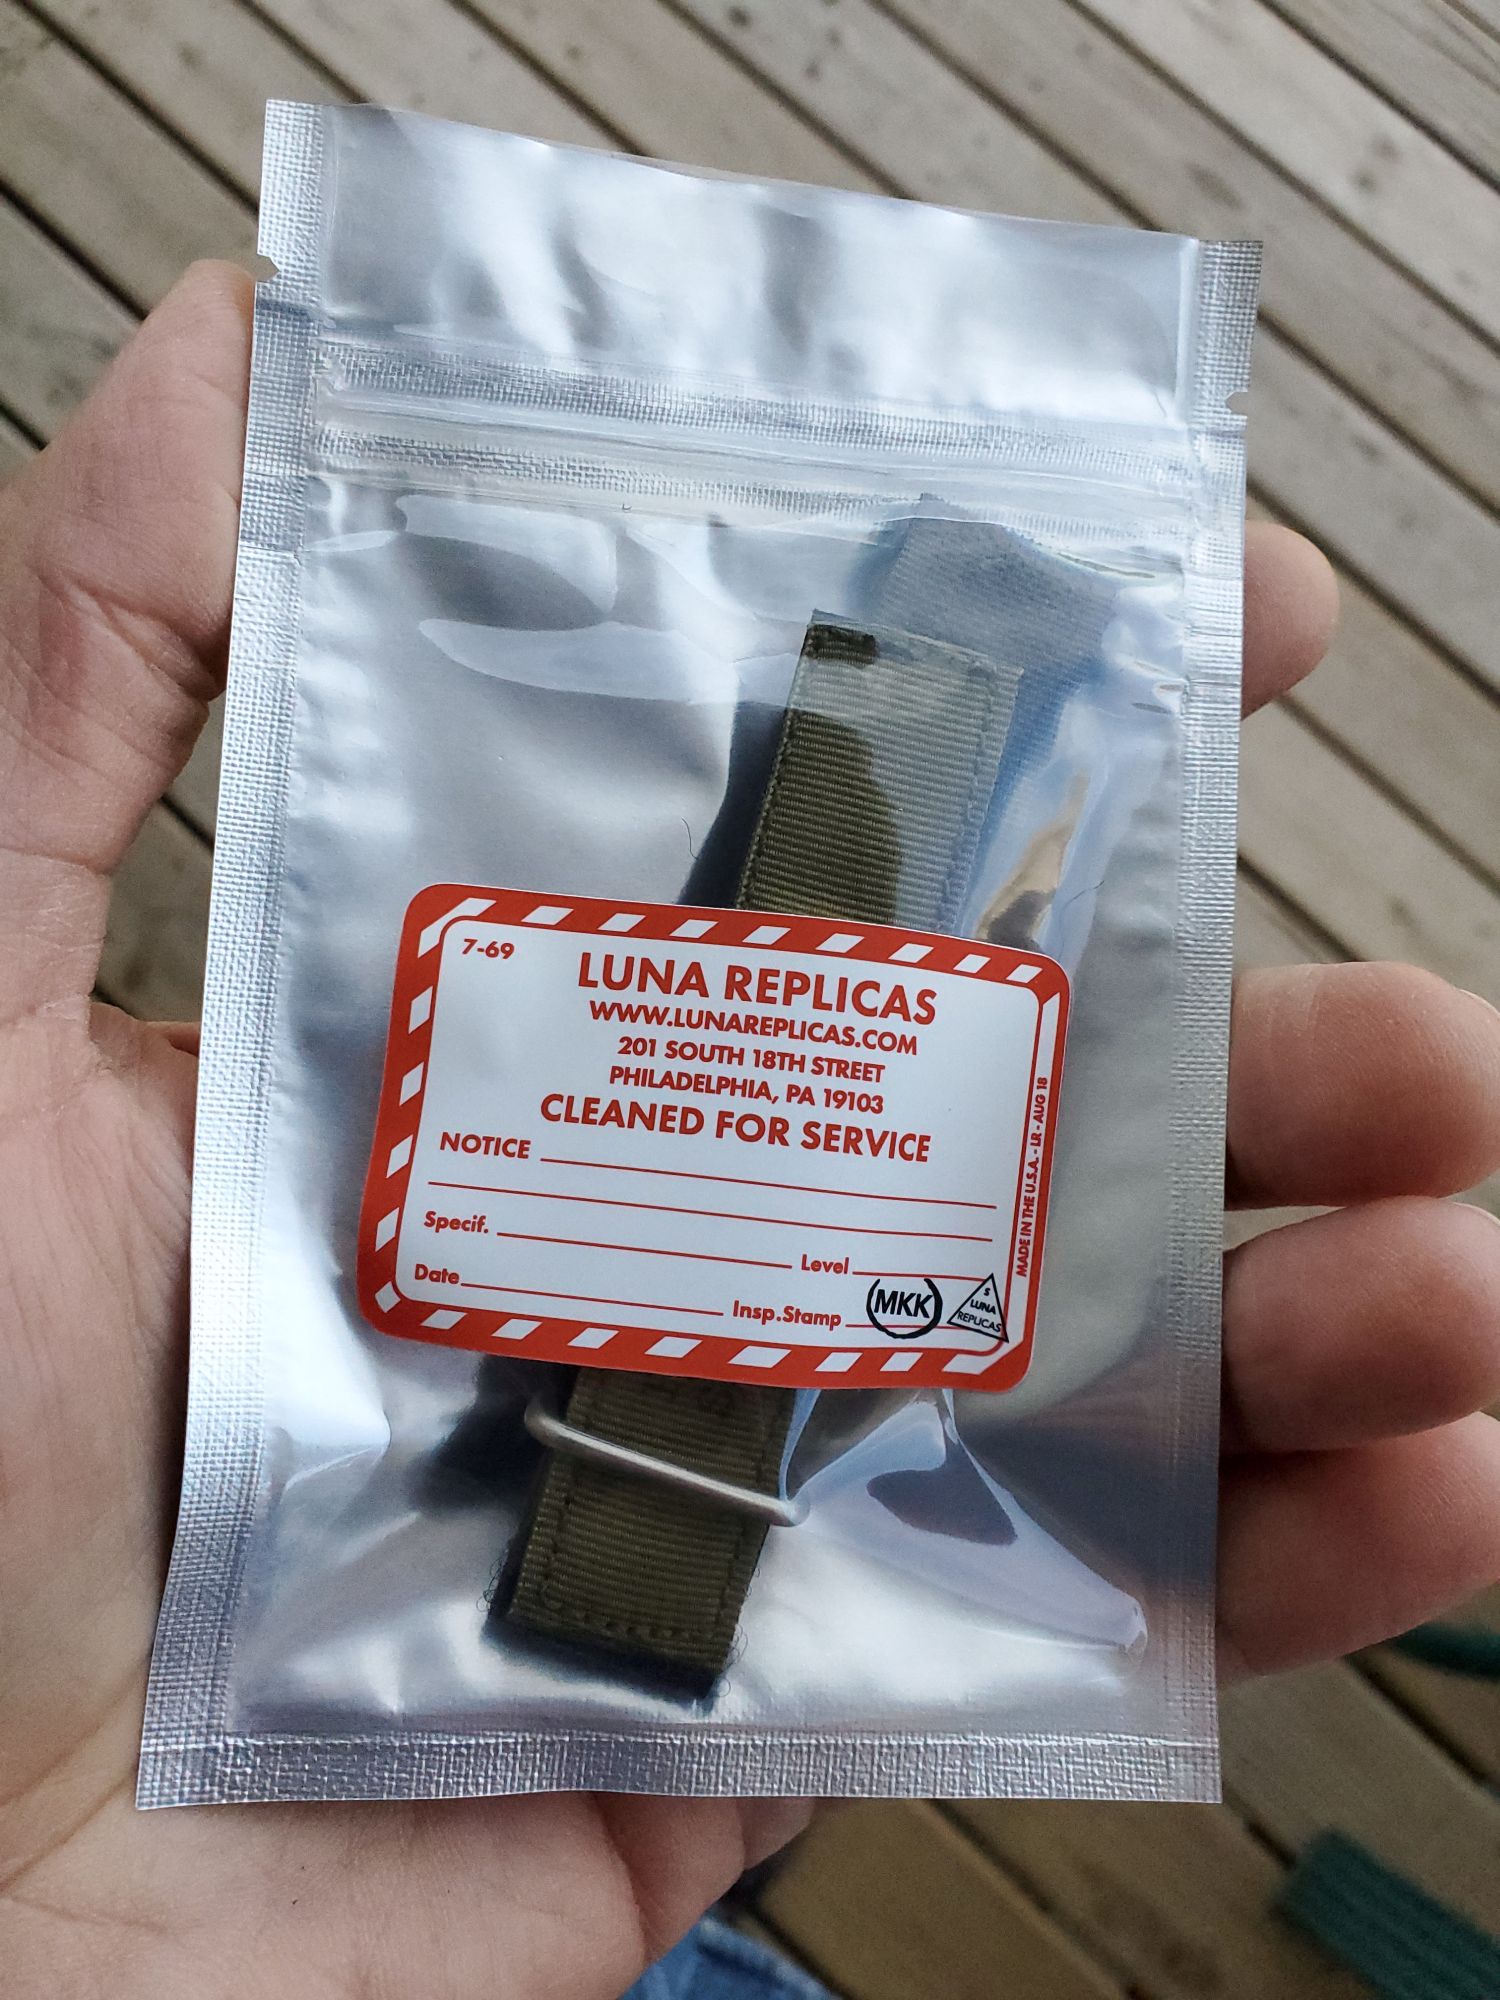 7-69
LUNA REPLICAS
WWW.LUNAREPLICAS.COM
201 SOUTH 18TH STREET
PHILADELPHIA, PA 19103
CLEANED FOR SERVICE
NOTICE
Specif. Level
Date Insp.Stamp
MKK
S
LUNA
REPLICAS
MADE IN THE U.S.A. - LR - AUG 18